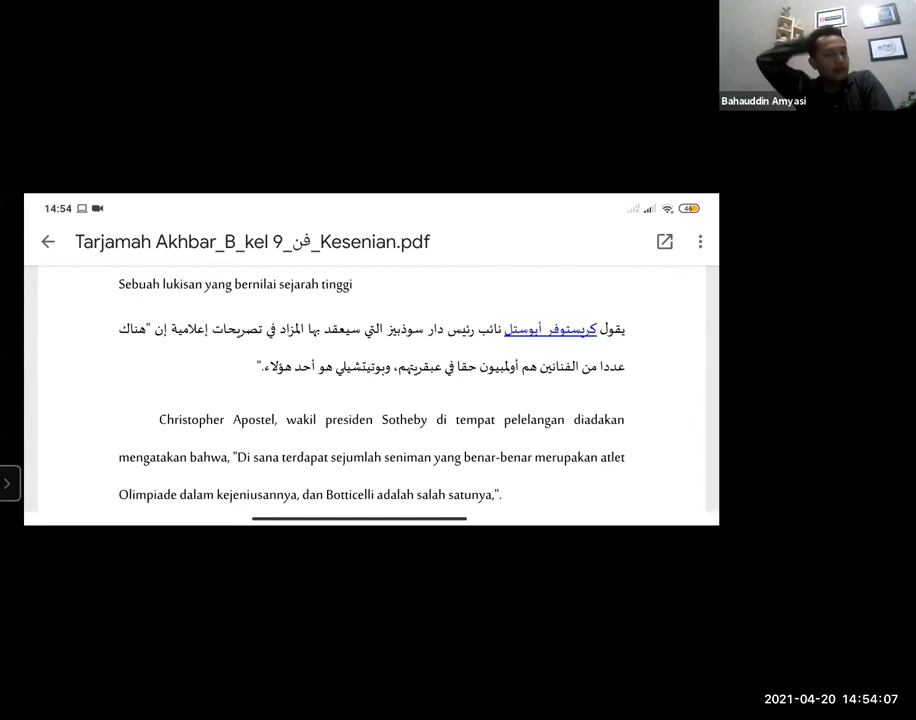 Bahauddin Amyasi
14:54
46
Tarjamah Akhbar_B_kel 9_فن_Kesenian.pdf
Sebuah lukisan yang bernilai sejarah tinggi
يقول كريستوفر أبوستل نائب رئيس دار سوذبيز التي سيعقد بها المزاد في تصريحات إعلامية إن "هناك
عددا من الفنانين هم أولمبيون حقا في عبقريتهم، وبوتيتشيلي هو أحد هؤلاء."
Christopher Apostel, wakil presiden Sotheby di tempat pelelangan diadakan
mengatakan bahwa, "Di sana terdapat sejumlah seniman yang benar-benar merupakan atlet
Olimpiade dalam kejeniusannya, dan Botticelli adalah salah satunya,".
2021-04-20 14:54:07